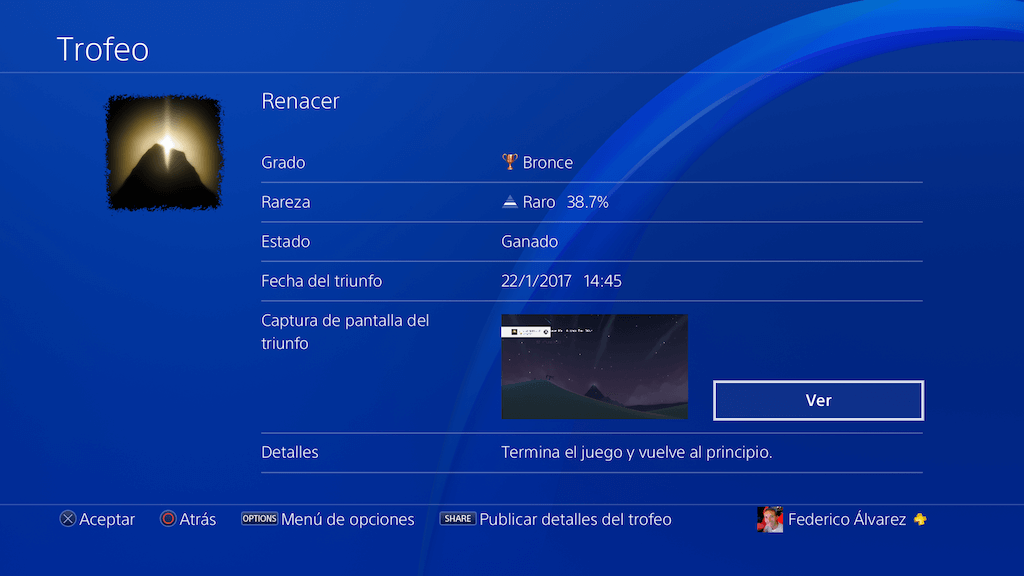 Trofeo
Renacer
Grado Bronce
Rareza Raro 38.7%
Estado Ganado
Fecha del triunfo 22/1/2017 14:45
Captura de pantalla del
triunfo
Ver
Detalles Termina el juego y vuelve al principio.
Aceptar Atrás OPTIONS Menú de opciones SHARE Publicar detalles del trofeo Federico Álvarez